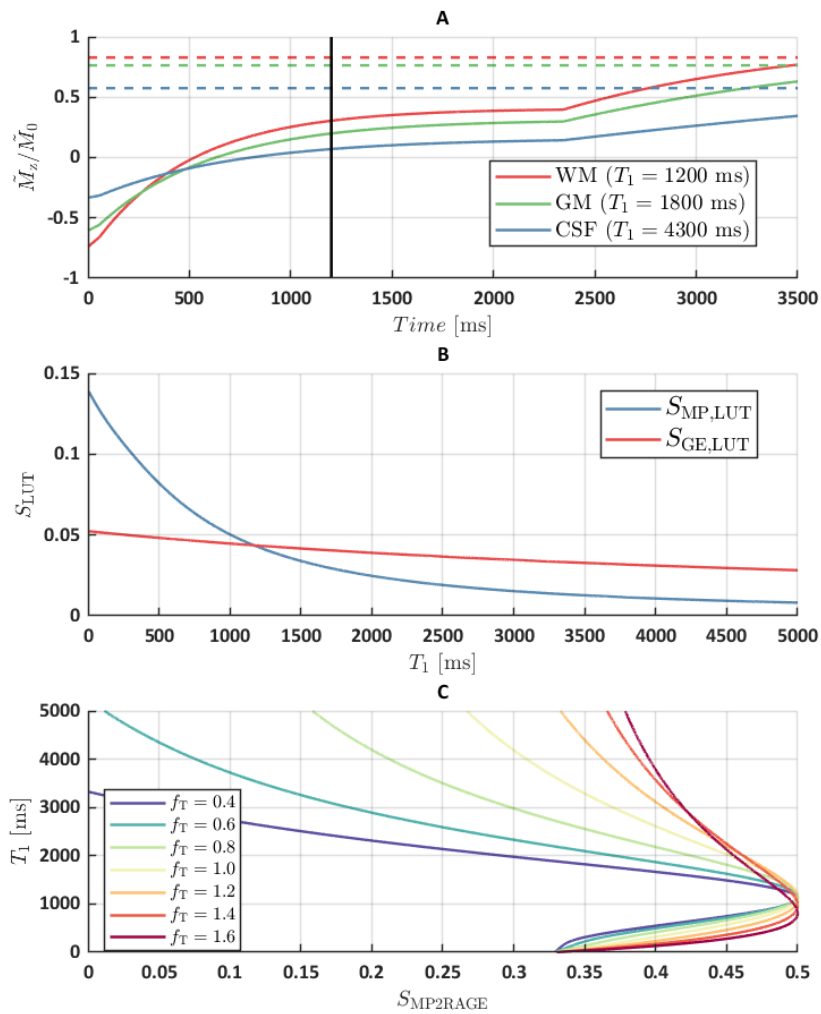 A
1
0.5
0
-0.5
-1
M̃z/M̃0
WM (T1 = 1200 ms)
GM (T1 = 1800 ms)
CSF (T1 = 4300 ms)
0 500 1000 1500 2000 2500 3000 3500
Time [ms]
B
0.15
0.1
0.05
0
SLUT
SMP,LUT
SGE,LUT
0 500 1000 1500 2000 2500 3000 3500 4000 4500 5000
T1 [ms]
C
5000
4000
3000
2000
1000
0
T1 [ms]
fT = 0.4
fT = 0.6
fT = 0.8
fT = 1.0
fT = 1.2
fT = 1.4
fT = 1.6
0 0.05 0.1 0.15 0.2 0.25 0.3 0.35 0.4 0.45 0.5
SMP2RAGE